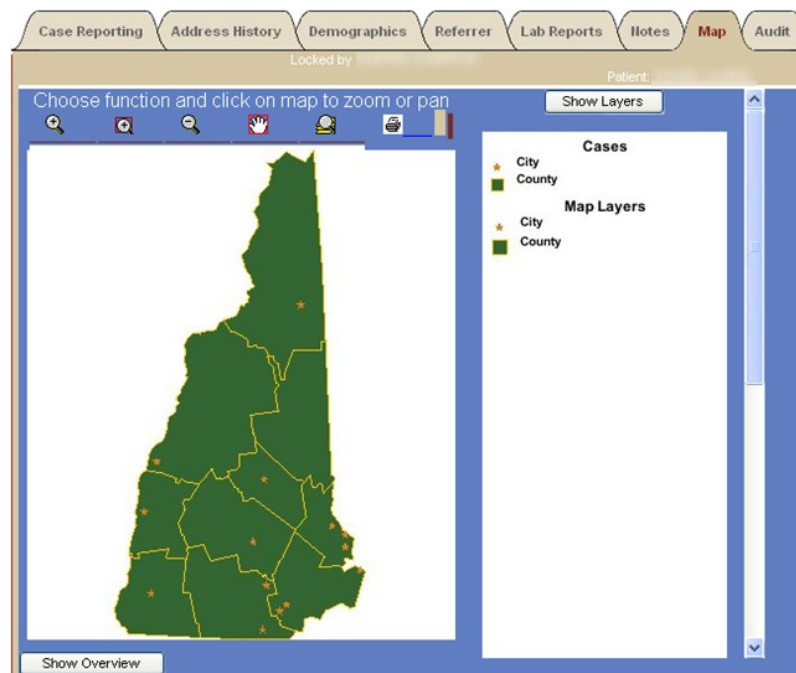 Case Reporting Address History Demographics Referrer Lab Reports Notes Map Audit
Locked by
Patient:
Choose function and click on map to zoom or pan
Show Layers
Cases
City
County
Map Layers
City
County
Show Overview